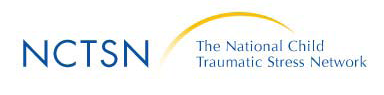 NCTSN
The National Child
Traumatic Stress Network